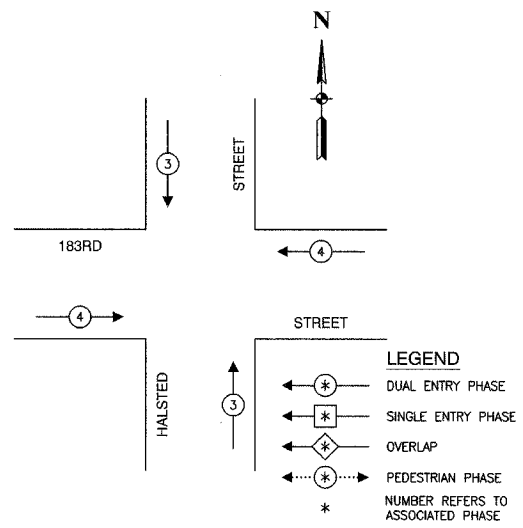 N
3
STREET
183RD
4
4
STREET
HALSTED
3
LEGEND
* DUAL ENTRY PHASE
* SINGLE ENTRY PHASE
* OVERLAP
* PEDESTRIAN PHASE
* NUMBER REFERS TO
ASSOCIATED PHASE